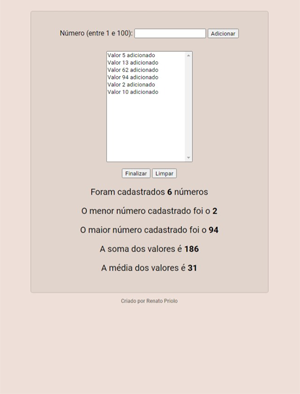 Número (entre 1 e 100): Adicionar
Valor 5 adicionado
Valor 13 adicionado
Valor 62 adicionado
Valor 94 adicionado
Valor 2 adicionado
Valor 10 adicionado
Finalizar Limpar
Foram cadastrados 6 números
O menor número cadastrado foi o 2
O maior número cadastrado foi o 94
A soma dos valores é 186
A média dos valores é 31
Criado por Renato Priolo